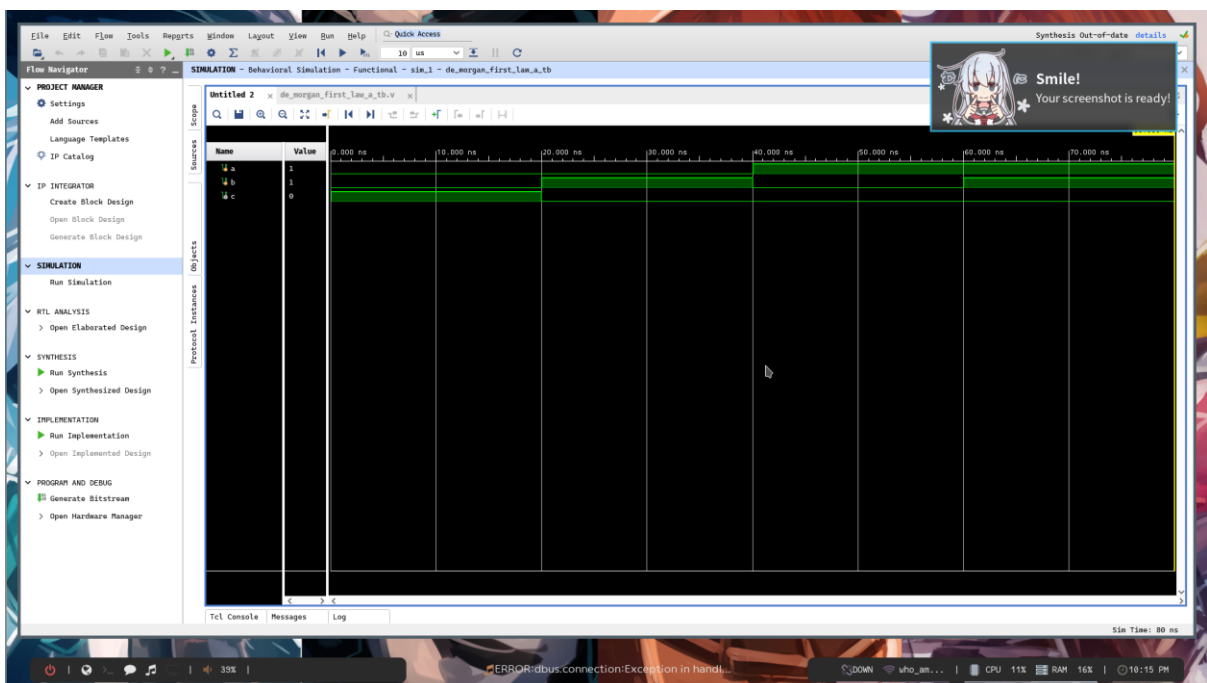 File Edit Flow Tools Reports Window Layout View Run Help Quick Access
Synthesis Out-of-date details
10 us
Flow Navigator
SIMULATION - Behavioral Simulation - Functional - sim_1 - de_morgan_first_law_a_tb
Smile!
Your screenshot is ready!
PROJECT MANAGER
Settings
Add Sources
Language Templates
IP Catalog
IP INTEGRATOR
Create Block Design
Open Block Design
Generate Block Design
SIMULATION
Run Simulation
RTL ANALYSIS
Open Elaborated Design
SYNTHESIS
Run Synthesis
Open Synthesized Design
IMPLEMENTATION
Run Implementation
Open Implemented Design
PROGRAM AND DEBUG
Generate Bitstream
Open Hardware Manager
Scope
Sources
Objects
Protocol Instances
Untitled 2 de_morgan_first_law_a_tb.v
Name Value 0.000 ns 10.000 ns 20.000 ns 30.000 ns 40.000 ns 50.000 ns 60.000 ns 70.000 ns
a 1
b 1
c 0
Tcl Console Messages Log
Sim Time: 80 ns
39% ERROR:dbus.connection:Exception in handl... DOWN who_am... CPU 11% RAM 16% 10:15 PM